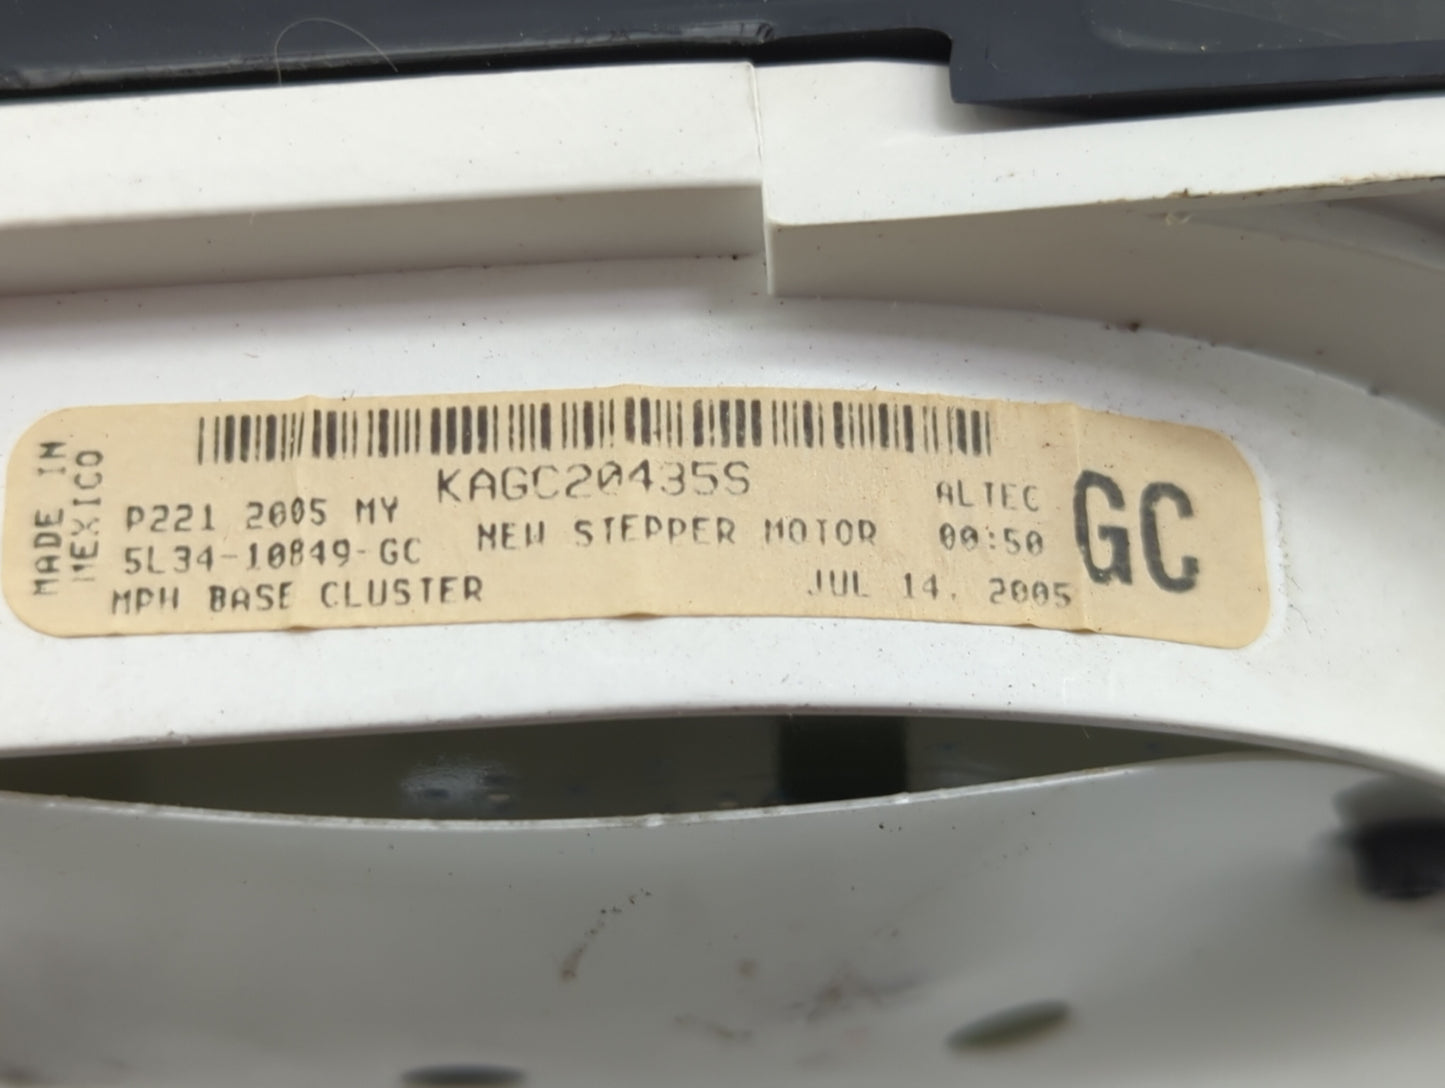 MADE IN
MEXICO
KAGC20435S
P221 2005 MY
5L34-10849-GC
MPH BASE CLUSTER
NEW STEPPER MOTOR
ALTEC
00:50
JUL 14, 2005
GC